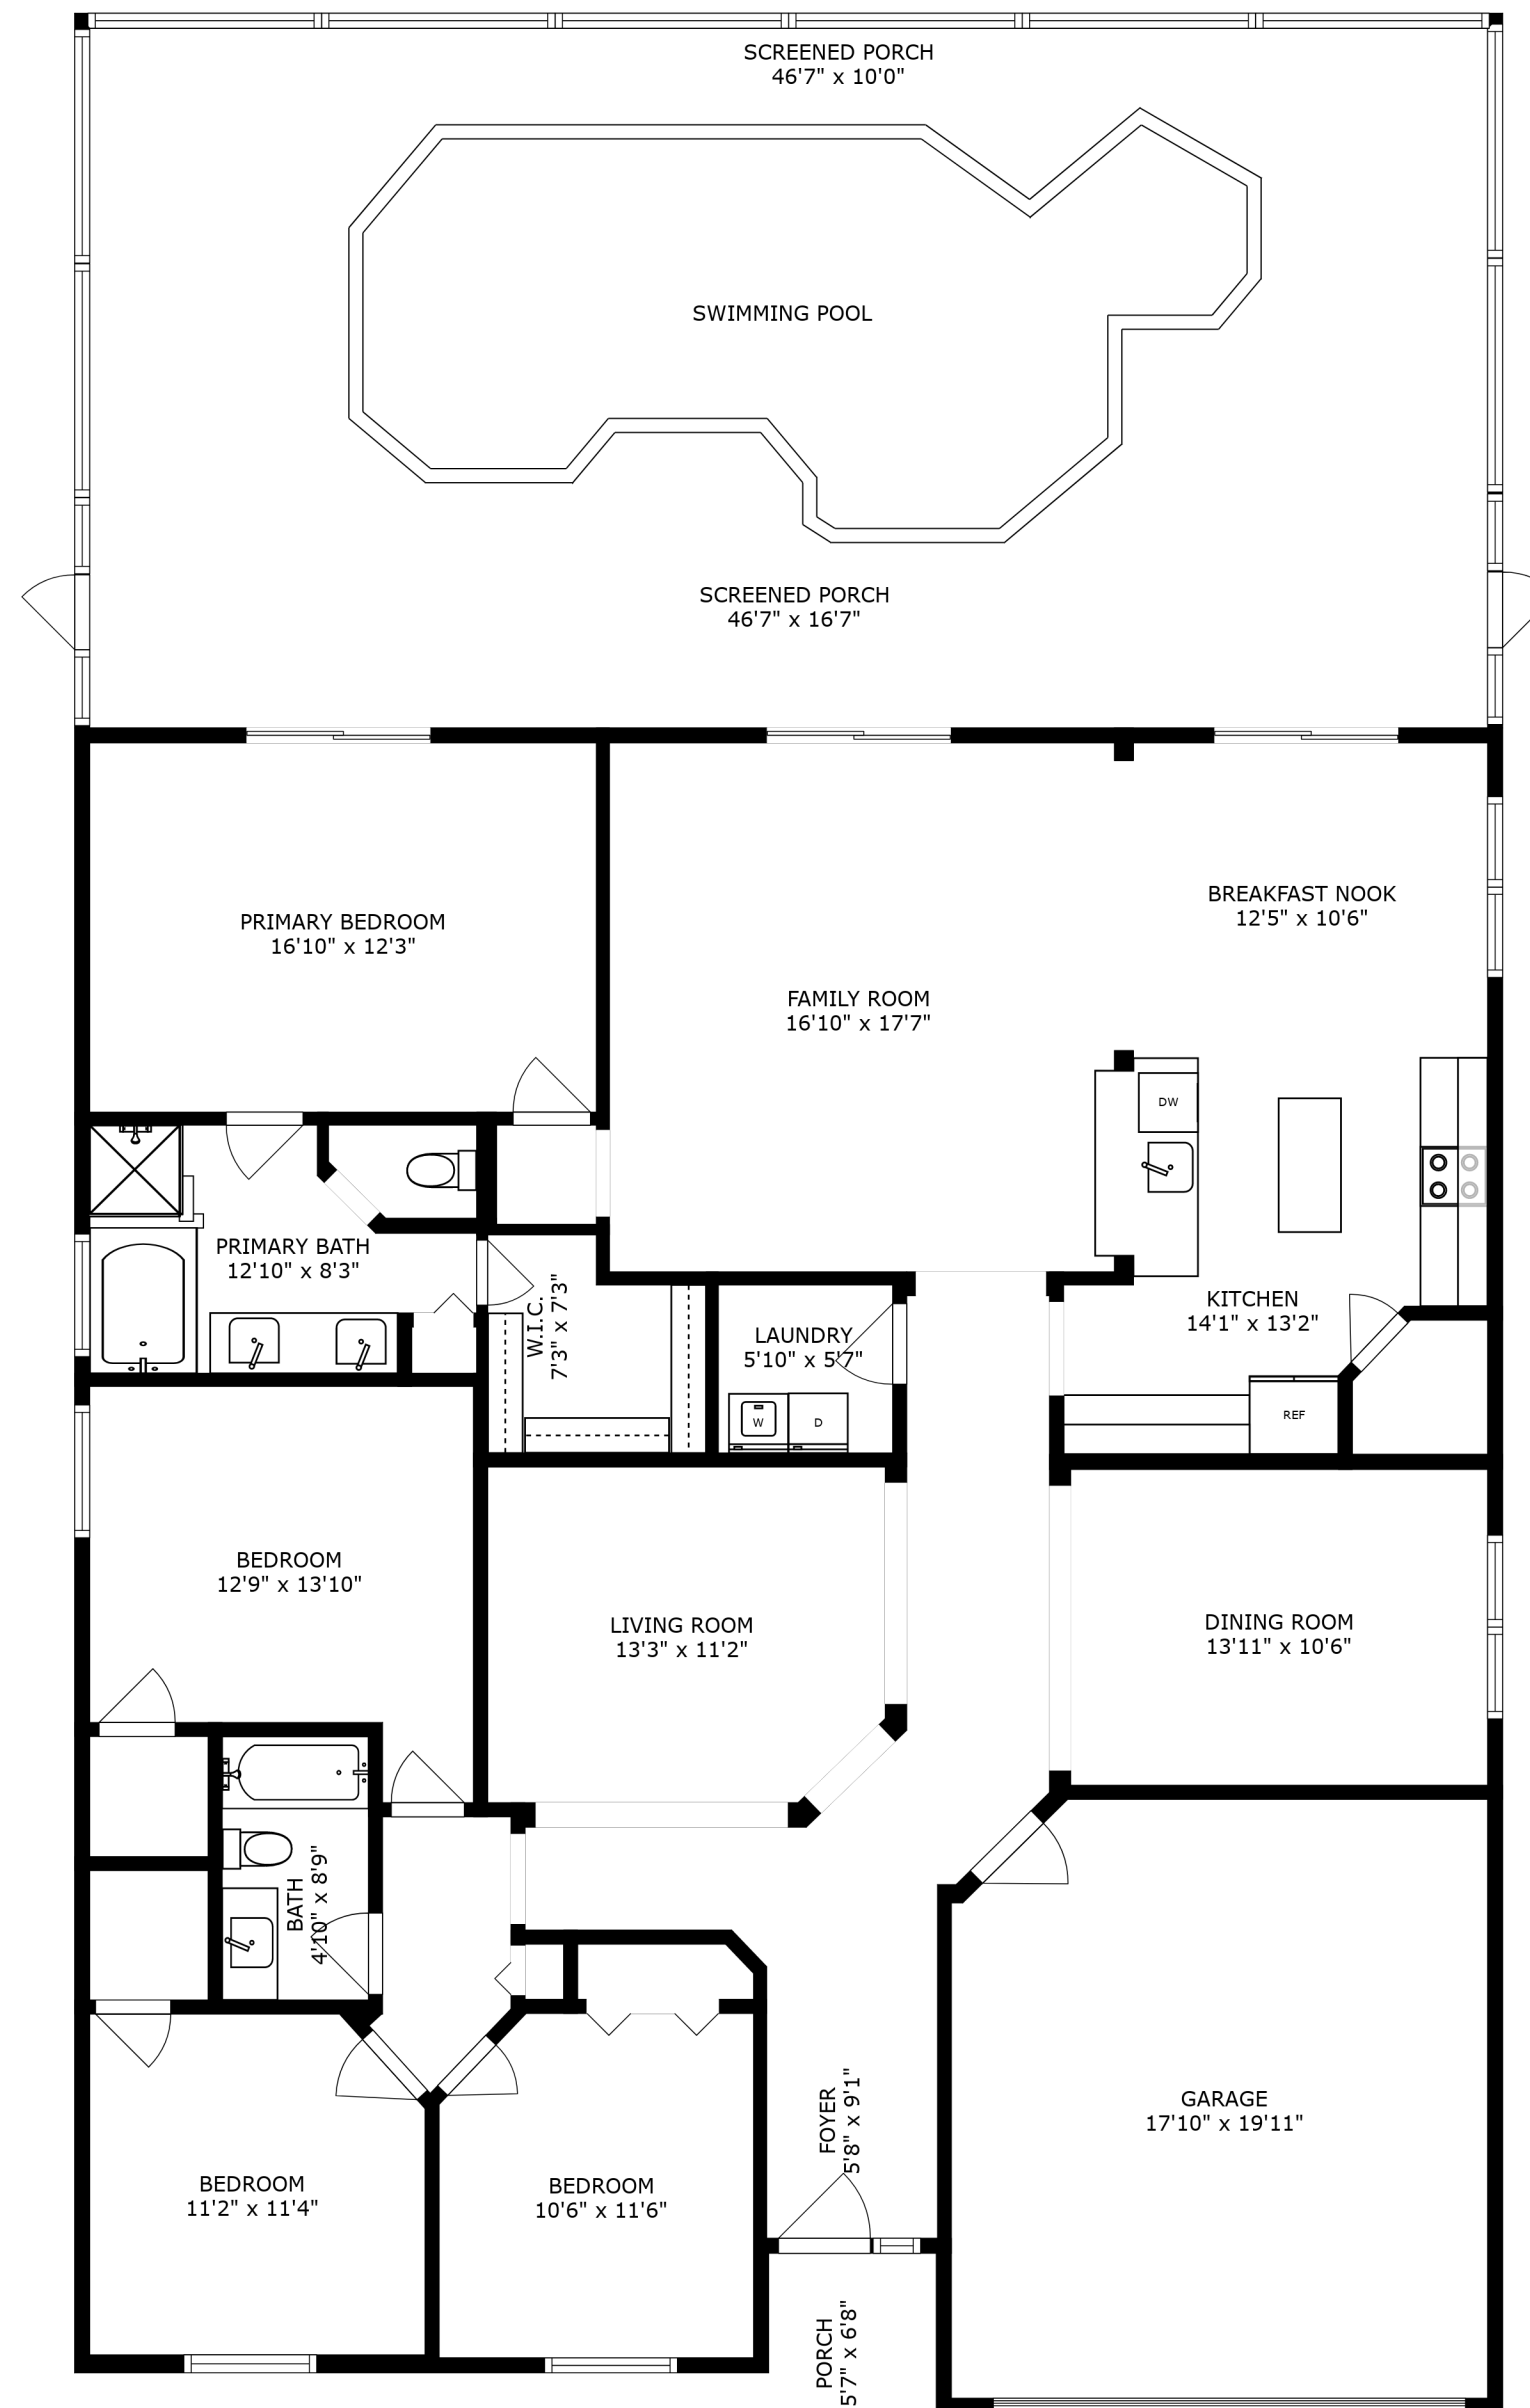 SCREENED PORCH
46'7" x 10'0"
SWIMMING POOL
SCREENED PORCH
46'7" x 16'7"
BREAKFAST NOOK
12'5" x 10'6"
PRIMARY BEDROOM
16'10" x 12'3"
FAMILY ROOM
16'10" x 17'7"
DW
PRIMARY BATH
12'10" x 8'3"
W.I.C.
7'3" x 7'3"
LAUNDRY
5'10" x 5'7"
KITCHEN
14'1" x 13'2"
W
D
REF
BEDROOM
12'9" x 13'10"
LIVING ROOM
13'3" x 11'2"
DINING ROOM
13'11" x 10'6"
BATH
4'10" x 8'9"
FOYER
5'8" x 9'1"
GARAGE
17'10" x 19'11"
BEDROOM
11'2" x 11'4"
BEDROOM
10'6" x 11'6"
PORCH
5'7" x 6'8"